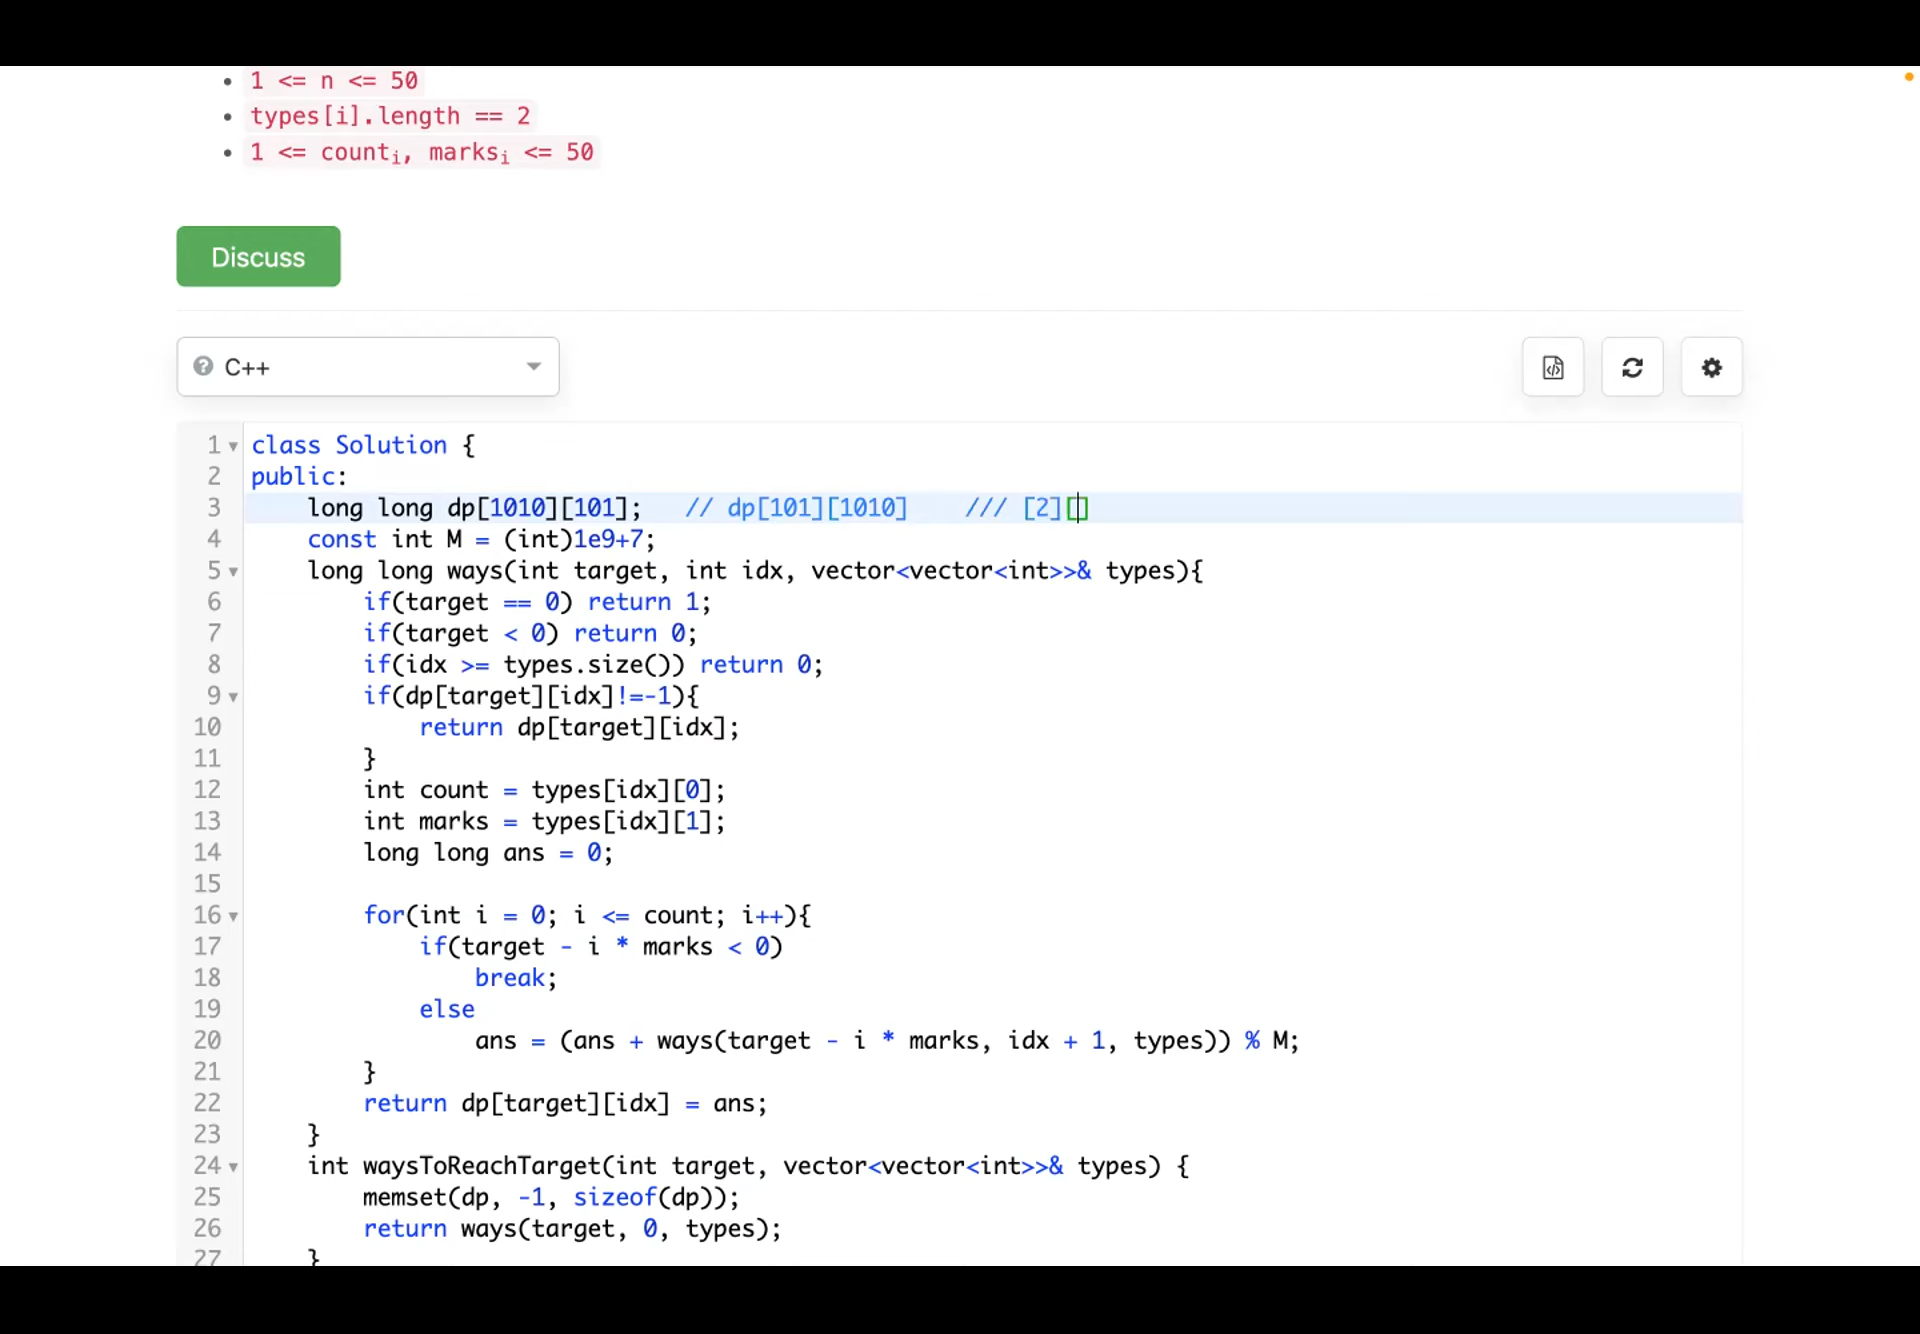 1 <= n <= 50
types[i].length == 2
1 <= counti, marksi <= 50
Discuss
C++
1 class Solution {
2 public:
3     long long dp[1010][101];   // dp[101][1010]    /// [2][]
4     const int M = (int)1e9+7;
5     long long ways(int target, int idx, vector<vector<int>>& types){
6         if(target == 0) return 1;
7         if(target < 0) return 0;
8         if(idx >= types.size()) return 0;
9         if(dp[target][idx]!=-1){
10             return dp[target][idx];
11         }
12         int count = types[idx][0];
13         int marks = types[idx][1];
14         long long ans = 0;
15
16         for(int i = 0; i <= count; i++){
17             if(target - i * marks < 0)
18                 break;
19             else
20                 ans = (ans + ways(target - i * marks, idx + 1, types)) % M;
21         }
22         return dp[target][idx] = ans;
23     }
24     int waysToReachTarget(int target, vector<vector<int>>& types) {
25         memset(dp, -1, sizeof(dp));
26         return ways(target, 0, types);
27     }